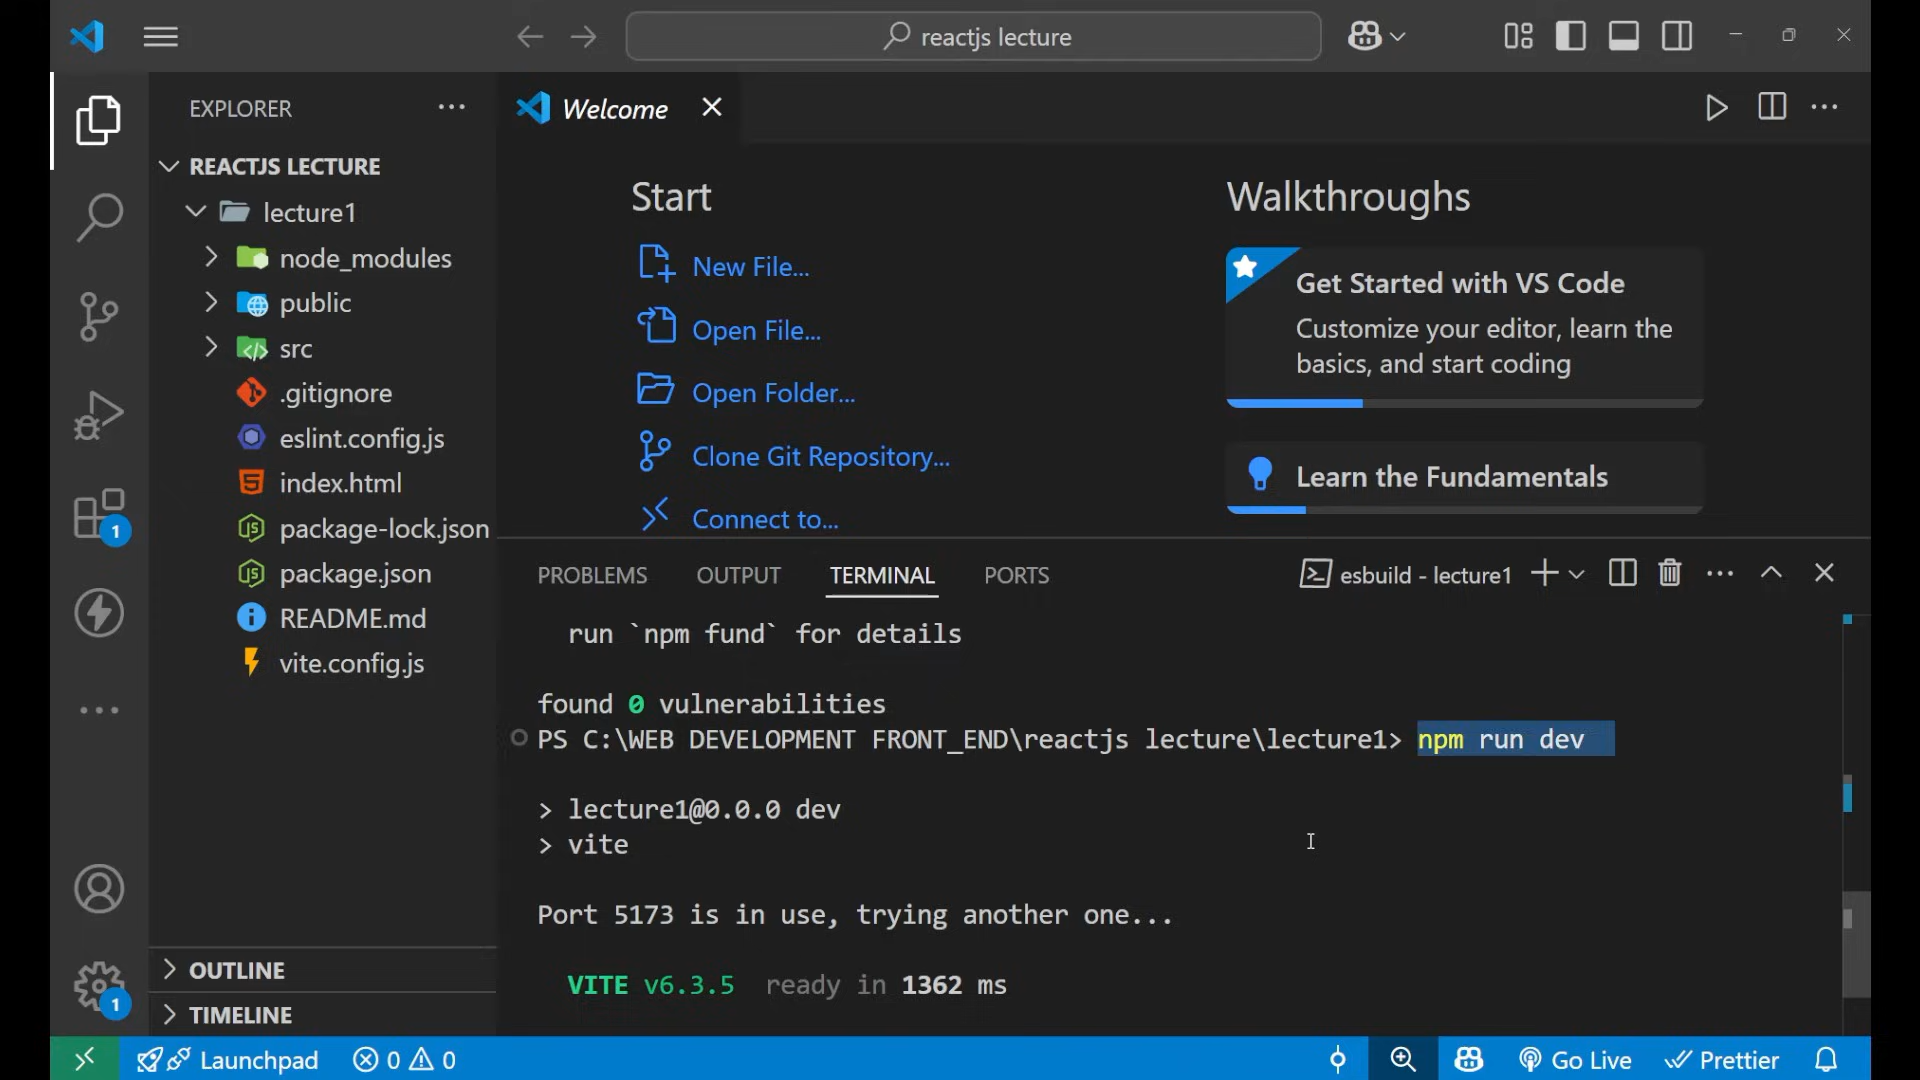 reactjs lecture
EXPLORER
REACTJS LECTURE
lecture1
node_modules
public
src
.gitignore
eslint.config.js
index.html
package-lock.json
package.json
README.md
vite.config.js
OUTLINE
TIMELINE
Welcome
Start
New File...
Open File...
Open Folder...
Clone Git Repository...
Connect to...
Walkthroughs
Get Started with VS Code
Customize your editor, learn the
basics, and start coding
Learn the Fundamentals
PROBLEMS OUTPUT TERMINAL PORTS
esbuild - lecture1
run `npm fund` for details
found 0 vulnerabilities
PS C:\WEB DEVELOPMENT FRONT_END\reactjs lecture\lecture1> npm run dev
> lecture1@0.0.0 dev
> vite
Port 5173 is in use, trying another one...
VITE v6.3.5 ready in 1362 ms
1
1
Launchpad 0 0 Go Live Prettier